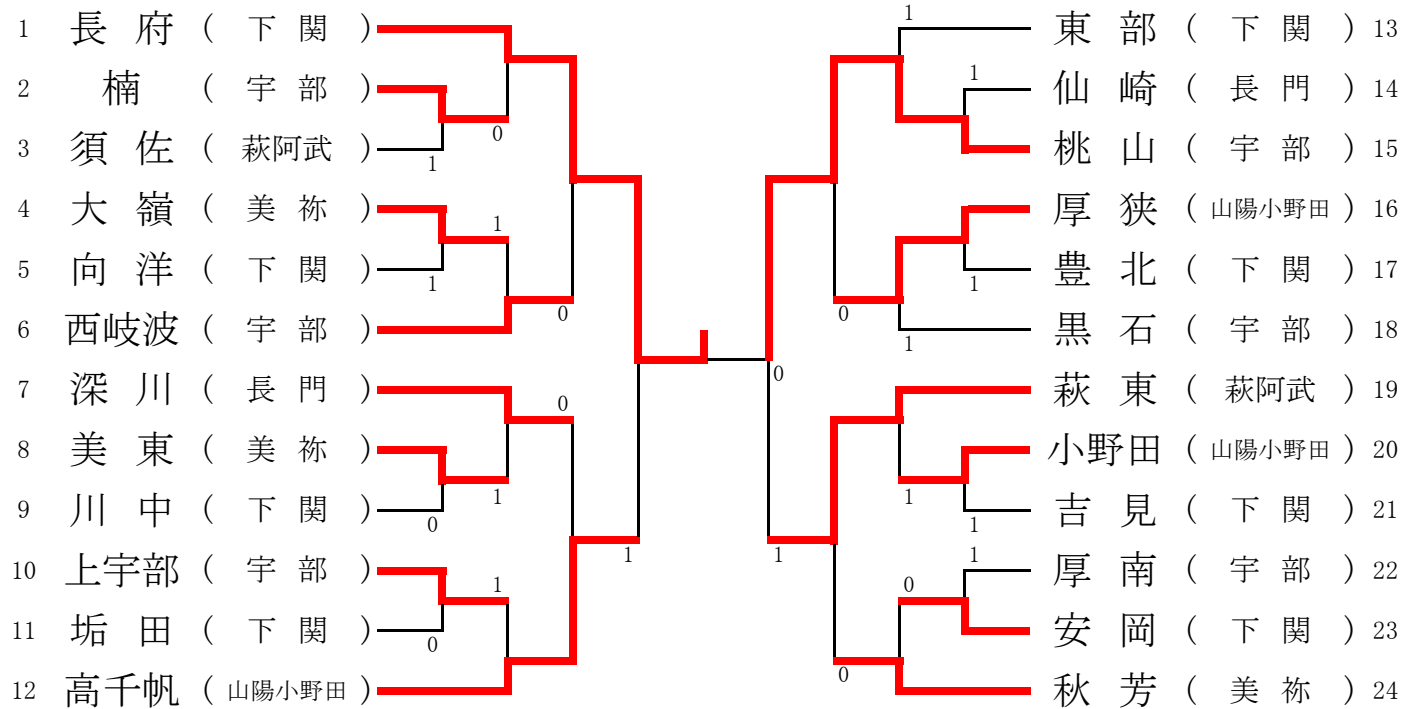 1 長府 ( 下関 )
2 楠 ( 宇部 )
0
3 須佐 ( 萩阿武 )
1
4 大嶺 ( 美祢 )
1
5 向洋 ( 下関 )
1
6 西岐波 ( 宇部 )
0
7 深川 ( 長門 )
0
8 美東 ( 美祢 )
1
9 川中 ( 下関 )
0
10 上宇部 ( 宇部 )
1
11 垢田 ( 下関 )
0
12 高千帆 ( 山陽小野田 )
1
0
1
東部 ( 下関 ) 13
1
仙崎 ( 長門 ) 14
桃山 ( 宇部 ) 15
厚狭 ( 山陽小野田 ) 16
豊北 ( 下関 ) 17
1
0
黒石 ( 宇部 ) 18
1
萩東 ( 萩阿武 ) 19
小野田 ( 山陽小野田 ) 20
1
吉見 ( 下関 ) 21
1
1
厚南 ( 宇部 ) 22
1
0
安岡 ( 下関 ) 23
0
秋芳 ( 美祢 ) 24